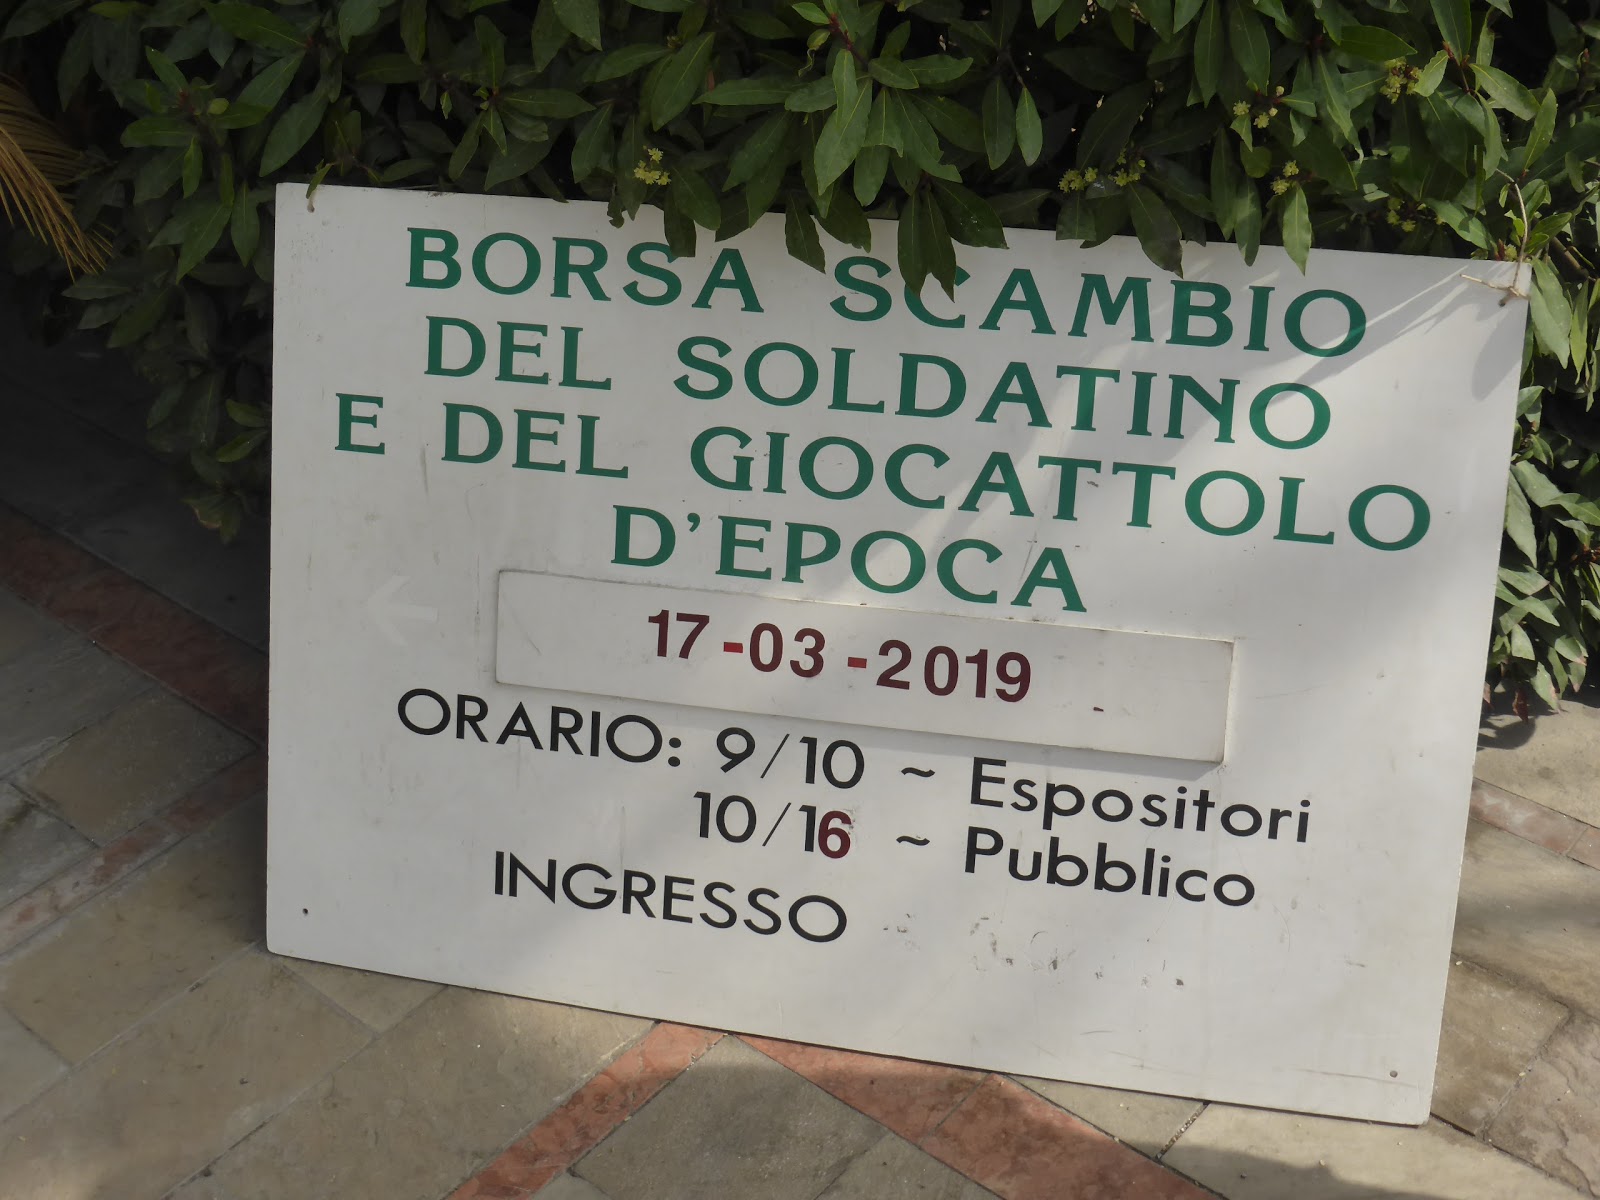 BORSA SCAMBIO
DEL SOLDATINO
E DEL GIOCATTOLO
D'EPOCA
17-03-2019
ORARIO: 9/10 ~ Espositori
10/16 ~ Pubblico
INGRESSO